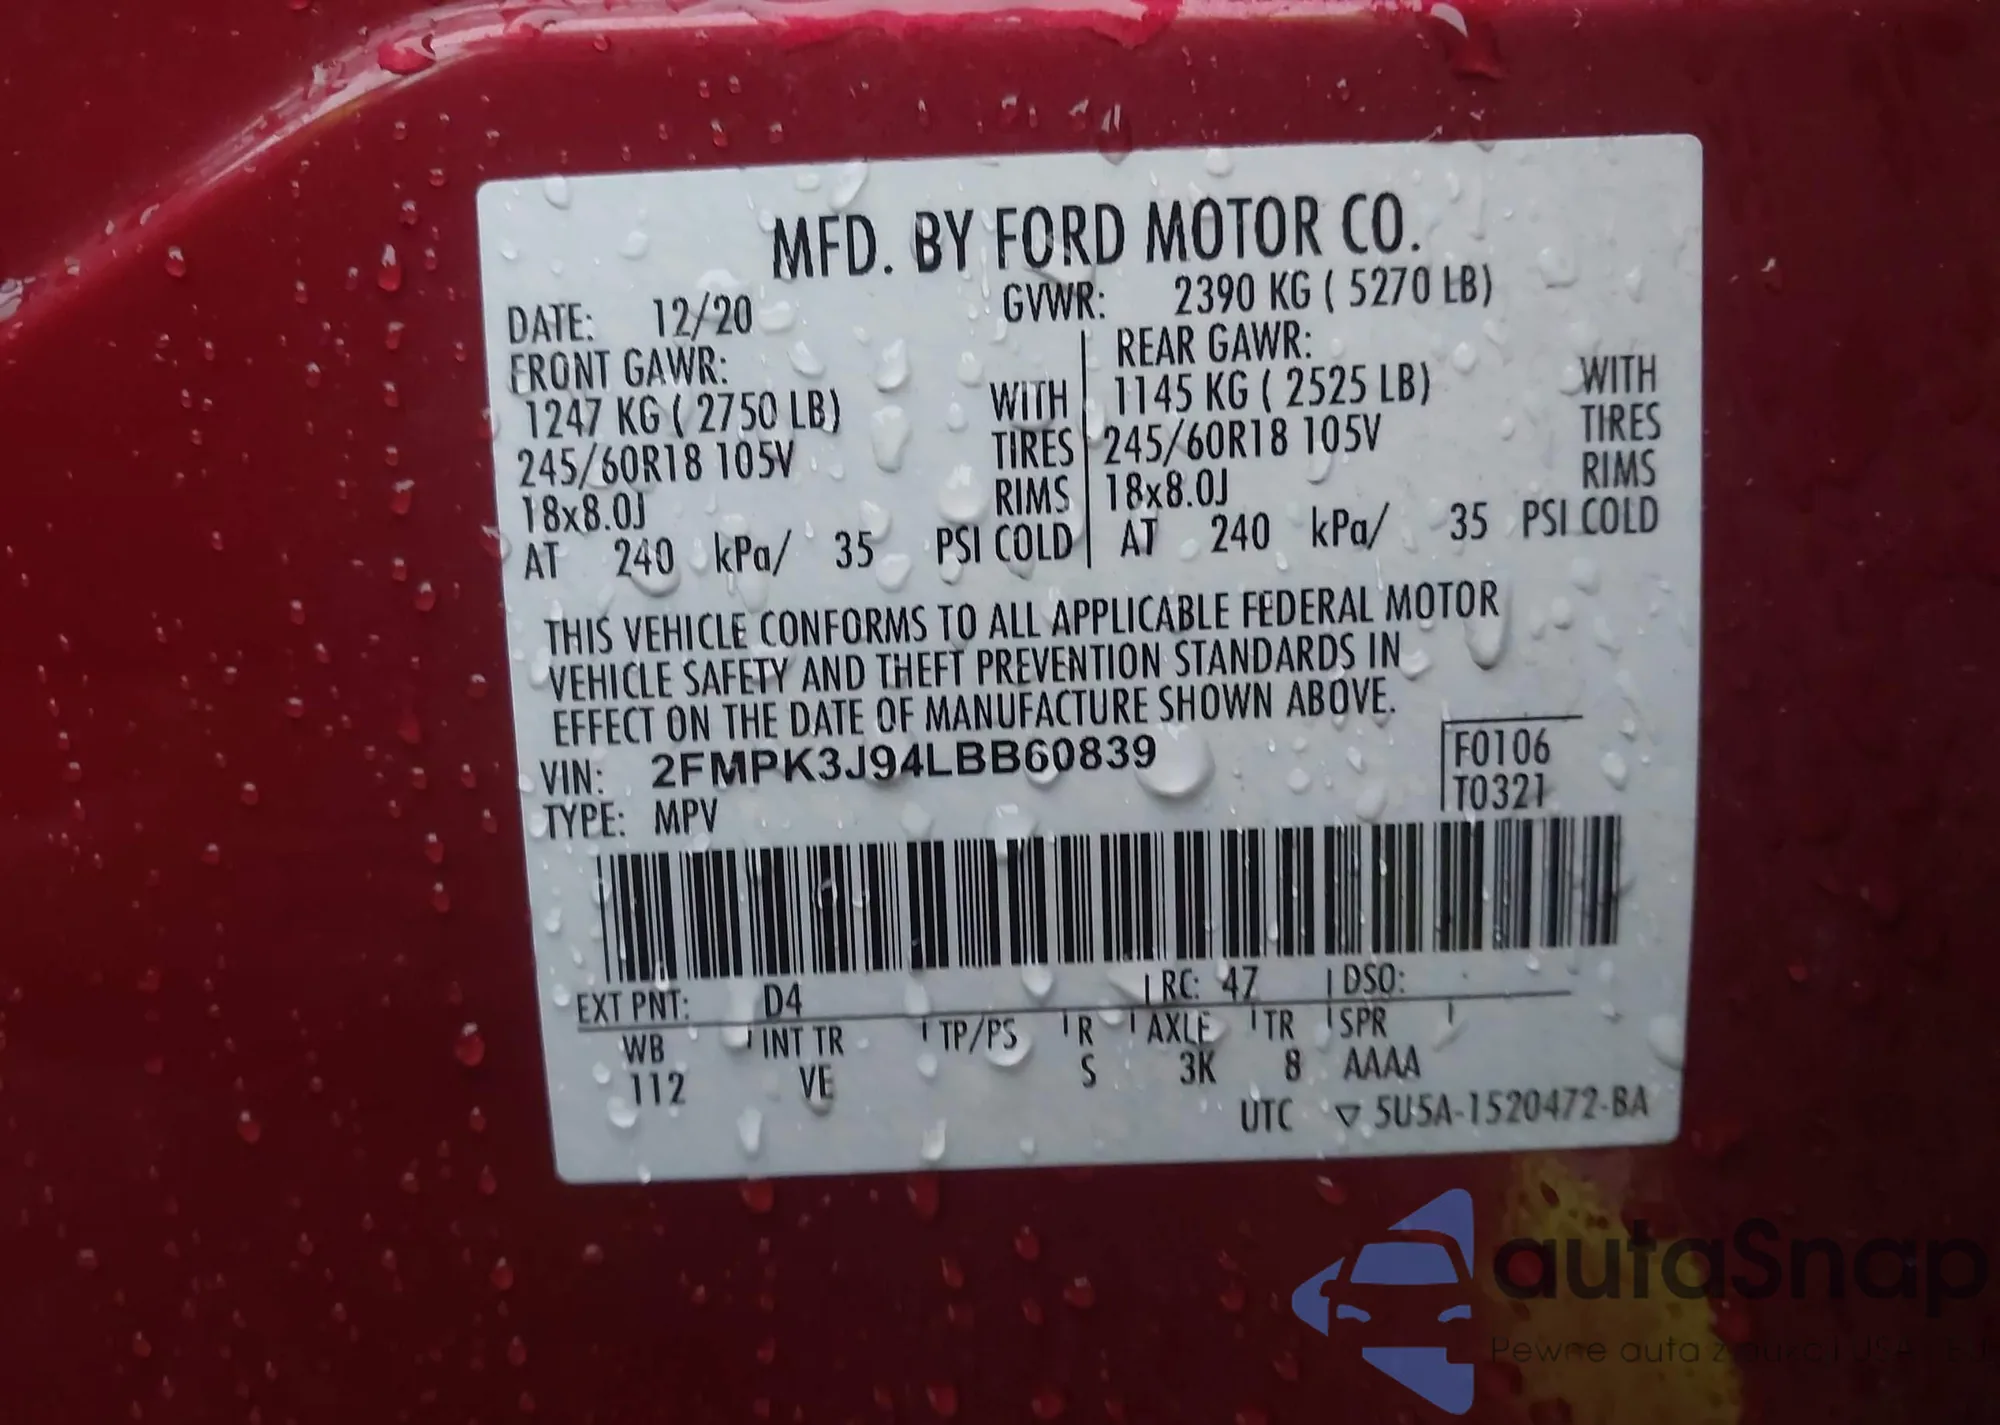 MFD. BY FORD MOTOR CO.
DATE: 12/20 GVWR: 2390 KG ( 5270 LB)
FRONT GAWR: REAR GAWR:
1247 KG ( 2750 LB) WITH 1145 KG ( 2525 LB) WITH
245/60R18 105V TIRES 245/60R18 105V TIRES
18x8.0J RIMS 18x8.0J RIMS
AT 240 kPa/ 35 PSI COLD AT 240 kPa/ 35 PSI COLD
THIS VEHICLE CONFORMS TO ALL APPLICABLE FEDERAL MOTOR
VEHICLE SAFETY AND THEFT PREVENTION STANDARDS IN
EFFECT ON THE DATE OF MANUFACTURE SHOWN ABOVE.
VIN: 2FMPK3J94LBB60839 F0106
TYPE: MPV T0321
EXT PNT: D4 RC: 47 DSO:
WB INT TR TP/PS R AXLE TR SPR
112 VE S 3K 8 AAAA
UTC ▽ 5U5A-1520472-BA
autaSnap
Pewne auta z